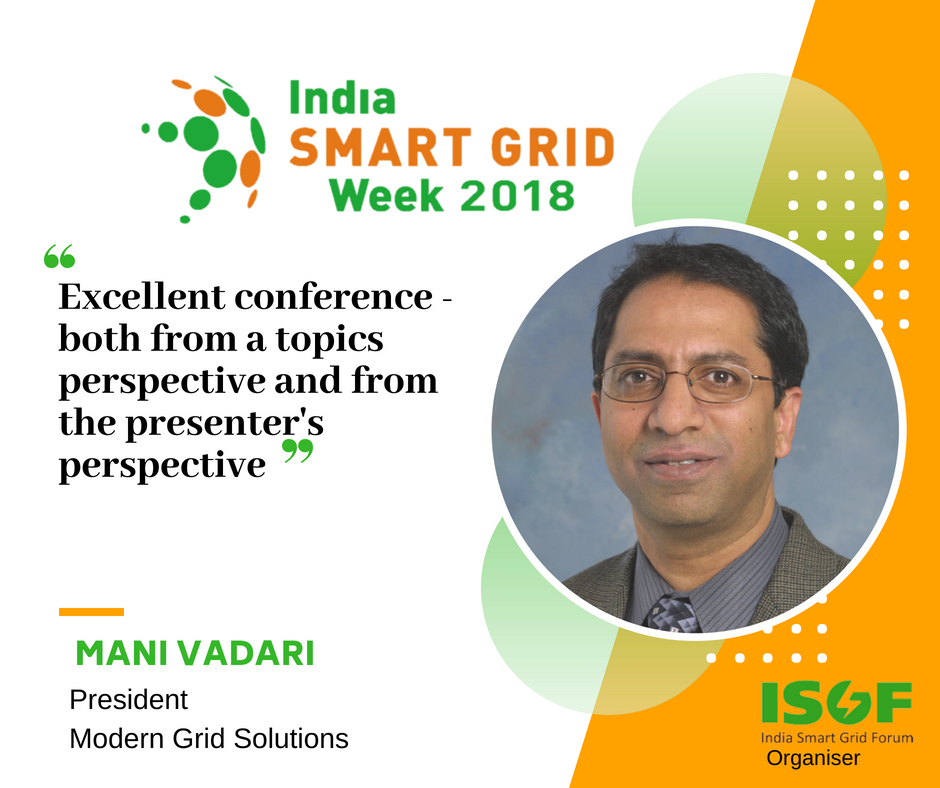 India
SMART GRID
Week 2018
“
Excellent conference -
both from a topics
perspective and from
the presenter's
perspective ”
MANI VADARI
President
Modern Grid Solutions
ISGF
India Smart Grid Forum
Organiser